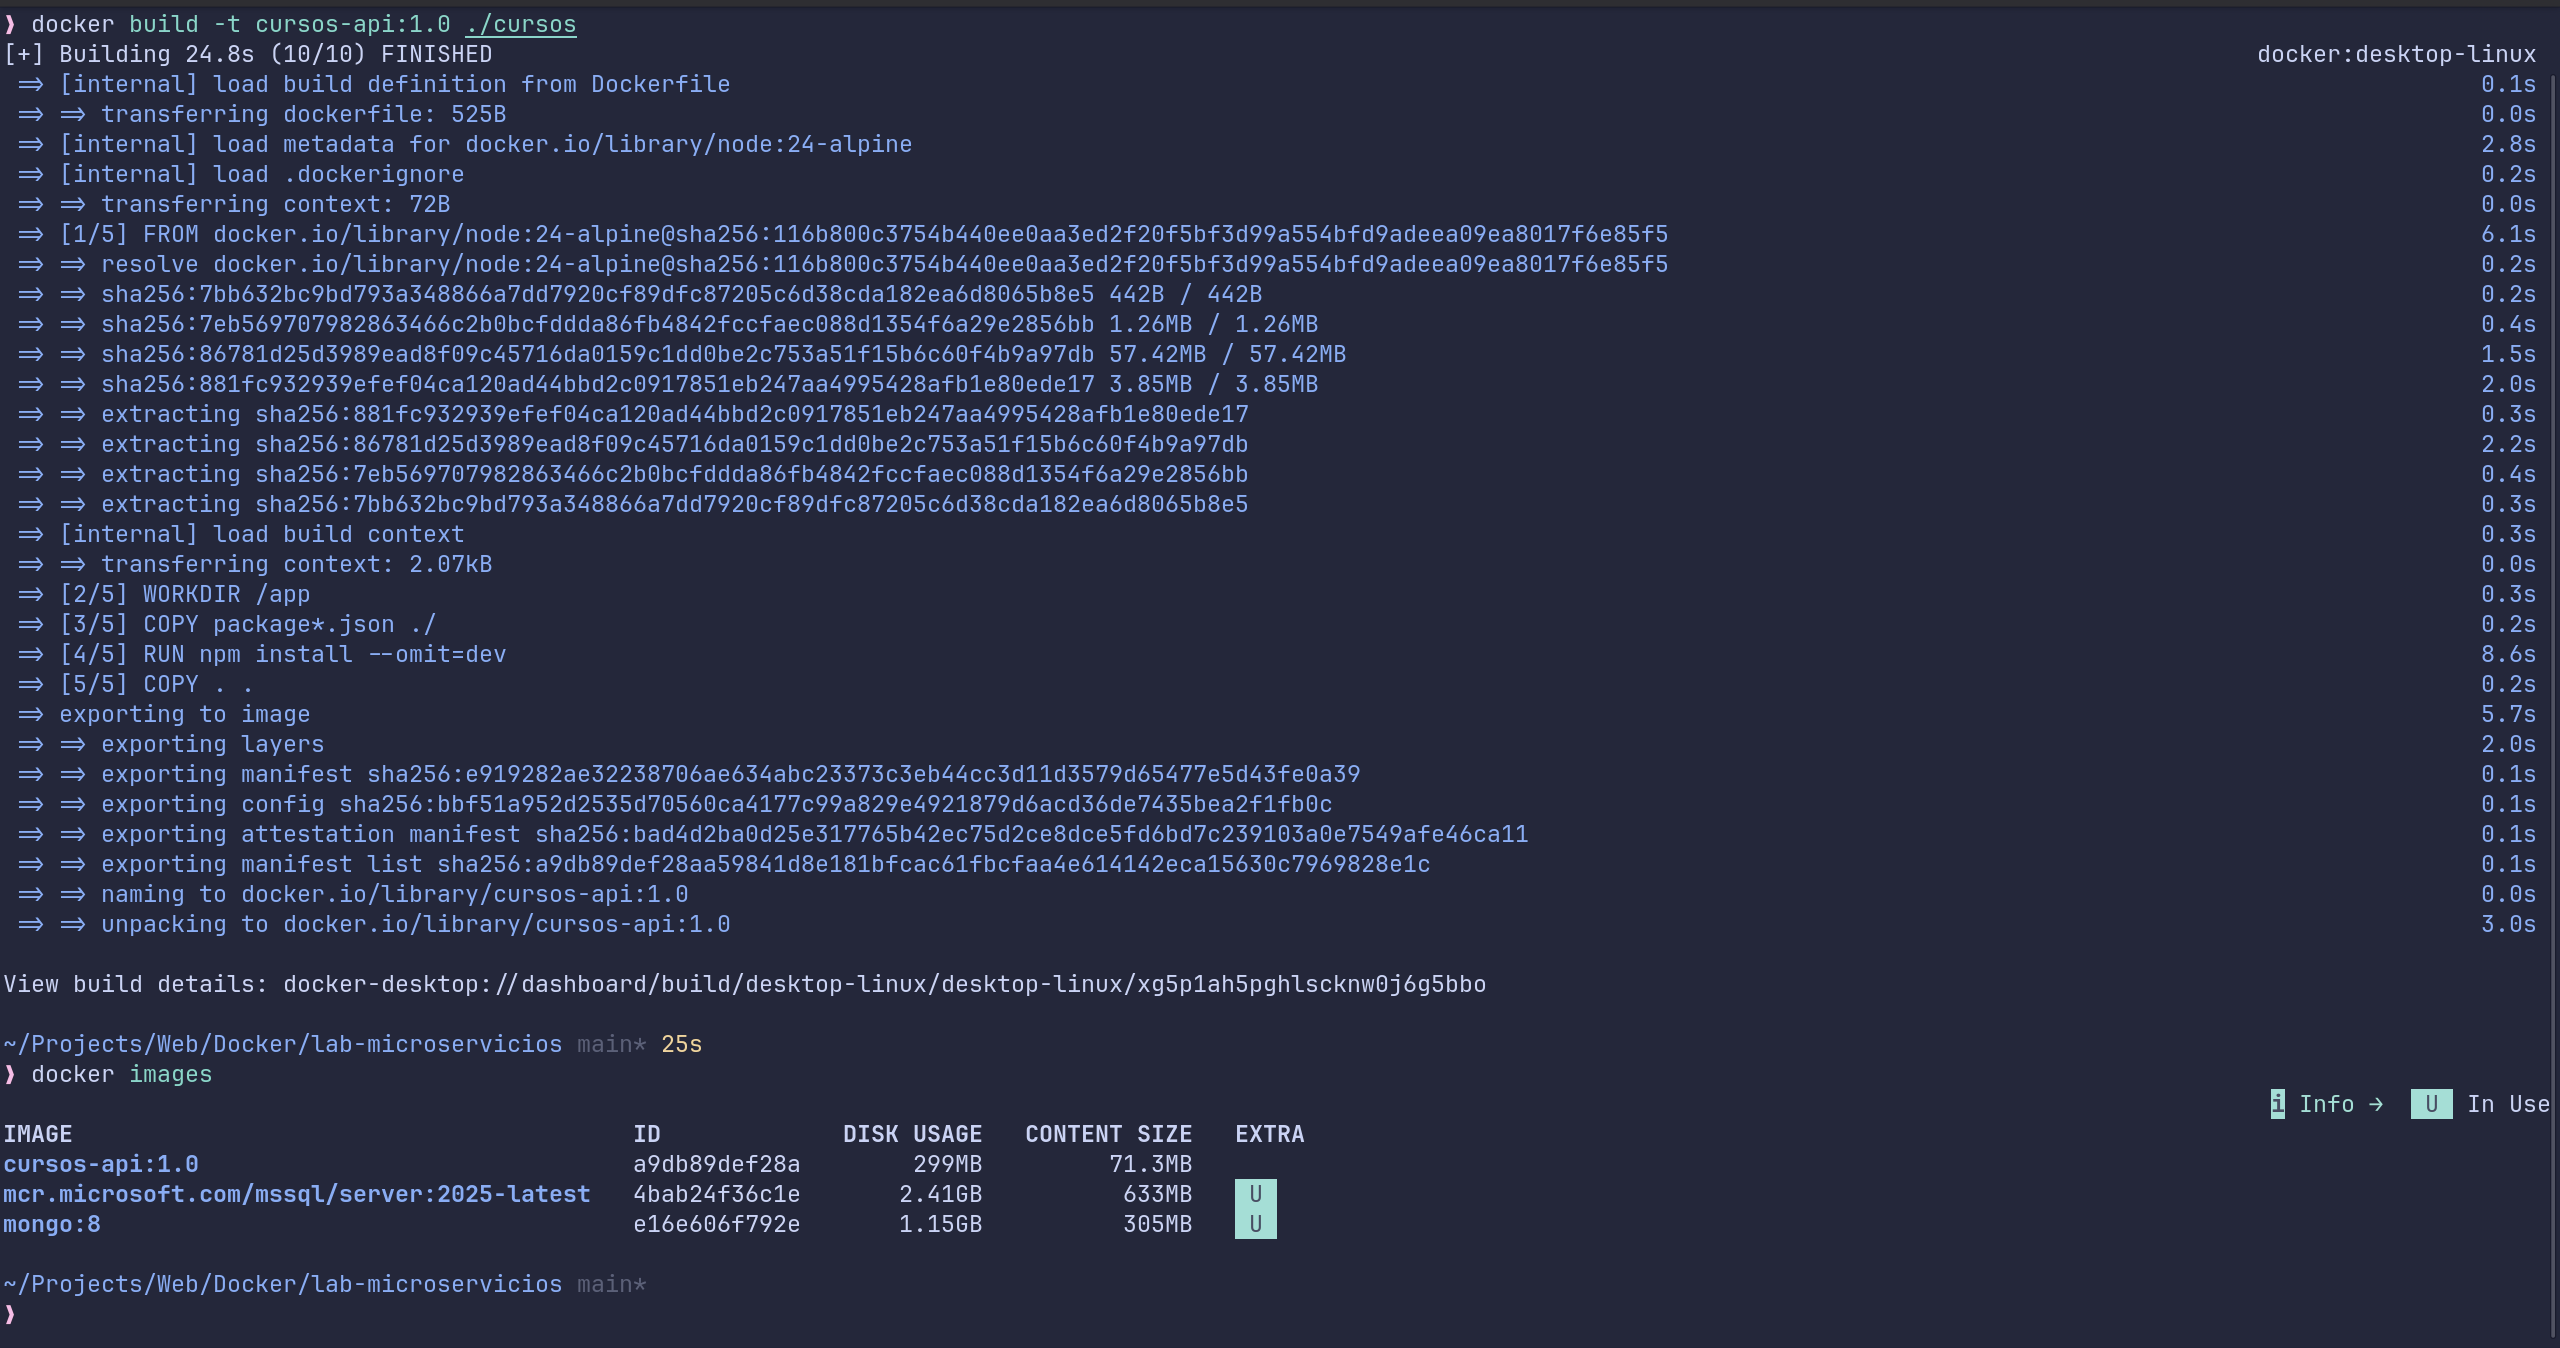 ❱ docker build -t cursos-api:1.0 ./cursos
[+] Building 24.8s (10/10) FINISHED docker:desktop-linux
=> [internal] load build definition from Dockerfile 0.1s
=> => transferring dockerfile: 525B 0.0s
=> [internal] load metadata for docker.io/library/node:24-alpine 2.8s
=> [internal] load .dockerignore 0.2s
=> => transferring context: 72B 0.0s
=> [1/5] FROM docker.io/library/node:24-alpine@sha256:116b800c3754b440ee0aa3ed2f20f5bf3d99a554bfd9adeea09ea8017f6e85f5 6.1s
=> => resolve docker.io/library/node:24-alpine@sha256:116b800c3754b440ee0aa3ed2f20f5bf3d99a554bfd9adeea09ea8017f6e85f5 0.2s
=> => sha256:7bb632bc9bd793a348866a7dd7920cf89dfc87205c6d38cda182ea6d8065b8e5 442B / 442B 0.2s
=> => sha256:7eb569707982863466c2b0bcfddda86fb4842fccfaec088d1354f6a29e2856bb 1.26MB / 1.26MB 0.4s
=> => sha256:86781d25d3989ead8f09c45716da0159c1dd0be2c753a51f15b6c60f4b9a97db 57.42MB / 57.42MB 1.5s
=> => sha256:881fc932939efef04ca120ad44bbd2c0917851eb247aa4995428afb1e80ede17 3.85MB / 3.85MB 2.0s
=> => extracting sha256:881fc932939efef04ca120ad44bbd2c0917851eb247aa4995428afb1e80ede17 0.3s
=> => extracting sha256:86781d25d3989ead8f09c45716da0159c1dd0be2c753a51f15b6c60f4b9a97db 2.2s
=> => extracting sha256:7eb569707982863466c2b0bcfddda86fb4842fccfaec088d1354f6a29e2856bb 0.4s
=> => extracting sha256:7bb632bc9bd793a348866a7dd7920cf89dfc87205c6d38cda182ea6d8065b8e5 0.3s
=> [internal] load build context 0.3s
=> => transferring context: 2.07kB 0.0s
=> [2/5] WORKDIR /app 0.3s
=> [3/5] COPY package*.json ./ 0.2s
=> [4/5] RUN npm install --omit=dev 8.6s
=> [5/5] COPY . . 0.2s
=> exporting to image 5.7s
=> => exporting layers 2.0s
=> => exporting manifest sha256:e919282ae32238706ae634abc23373c3eb44cc3d11d3579d65477e5d43fe0a39 0.1s
=> => exporting config sha256:bbf51a952d2535d70560ca4177c99a829e4921879d6acd36de7435bea2f1fb0c 0.1s
=> => exporting attestation manifest sha256:bad4d2ba0d25e317765b42ec75d2ce8dce5fd6bd7c239103a0e7549afe46ca11 0.1s
=> => exporting manifest list sha256:a9db89def28aa59841d8e181bfcac61fbcfaa4e614142eca15630c7969828e1c 0.1s
=> => naming to docker.io/library/cursos-api:1.0 0.0s
=> => unpacking to docker.io/library/cursos-api:1.0 3.0s
View build details: docker-desktop://dashboard/build/desktop-linux/desktop-linux/xg5p1ah5pghlscknw0j6g5bbo
~/Projects/Web/Docker/lab-microservicios main* 25s
❱ docker images
i Info → U In Use
IMAGE ID DISK USAGE CONTENT SIZE EXTRA
cursos-api:1.0 a9db89def28a 299MB 71.3MB
mcr.microsoft.com/mssql/server:2025-latest 4bab24f36c1e 2.41GB 633MB U
mongo:8 e16e606f792e 1.15GB 305MB U
~/Projects/Web/Docker/lab-microservicios main*
❱